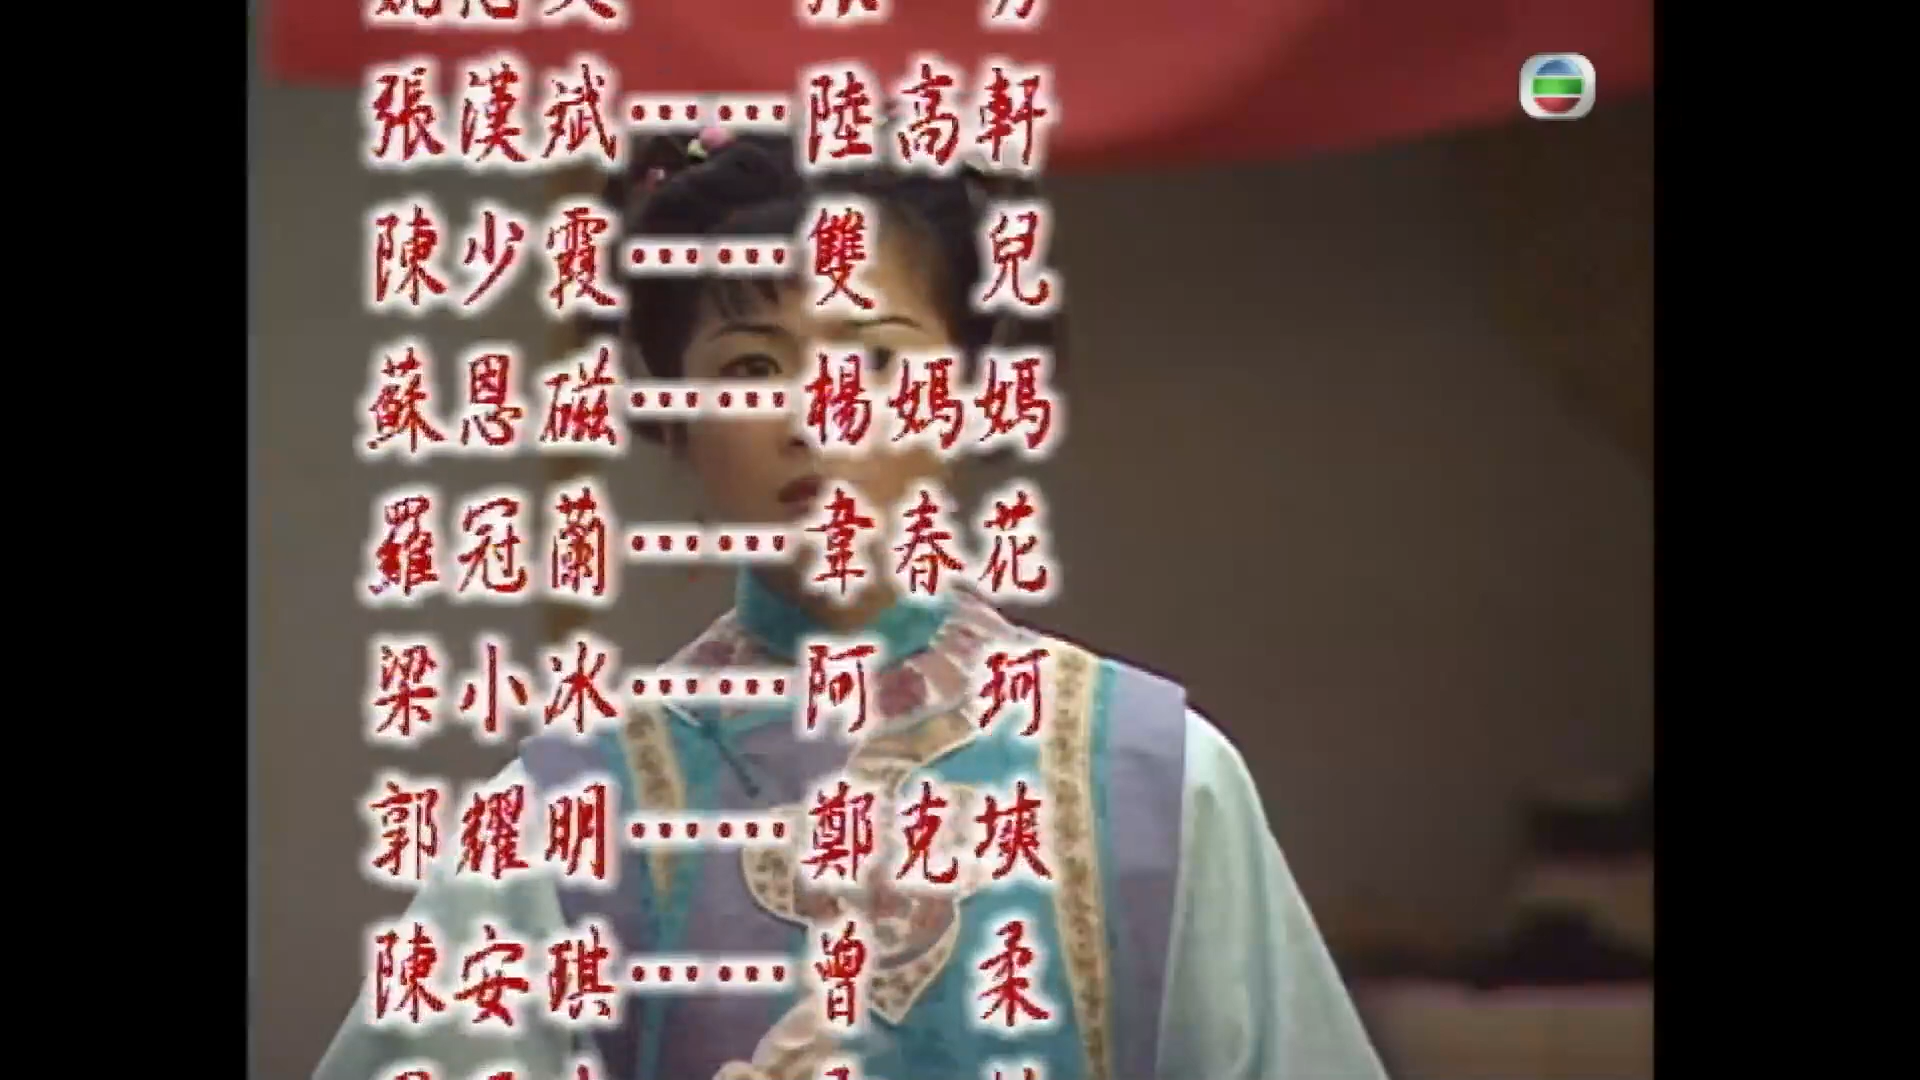 張漢斌……陸高軒
陳少霞……雙兒
蘇恩磁……楊媽媽
羅冠蘭……韋春花
梁小冰……阿珂
郭耀明……鄭克塽
陳安琪……曾柔